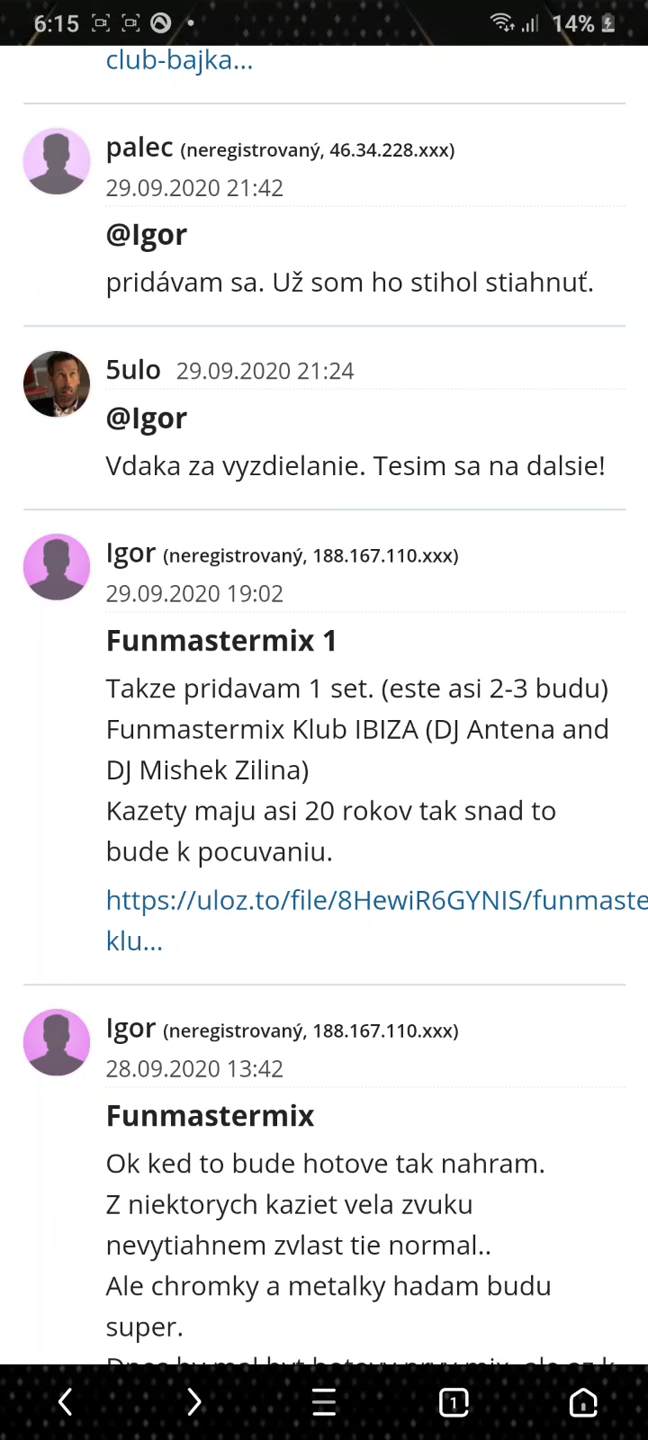 6:15
14%
club-bajka...
palec (neregistrovaný, 46.34.228.xxx)
29.09.2020 21:42
@Igor
pridávam sa. Už som ho stihol stiahnuť.
5ulo 29.09.2020 21:24
@Igor
Vdaka za vyzdielanie. Tesim sa na dalsie!
Igor (neregistrovaný, 188.167.110.xxx)
29.09.2020 19:02
Funmastermix 1
Takze pridavam 1 set. (este asi 2-3 budu)
Funmastermix Klub IBIZA (DJ Antena and
DJ Mishek Zilina)
Kazety maju asi 20 rokov tak snad to
bude k pocuvaniu.
https://uloz.to/file/8HewiR6GYNIS/funmaste
klu...
Igor (neregistrovaný, 188.167.110.xxx)
28.09.2020 13:42
Funmastermix
Ok ked to bude hotove tak nahram.
Z niektorych kaziet vela zvuku
nevytiahnem zvlast tie normal..
Ale chromky a metalky hadam budu
super.
1